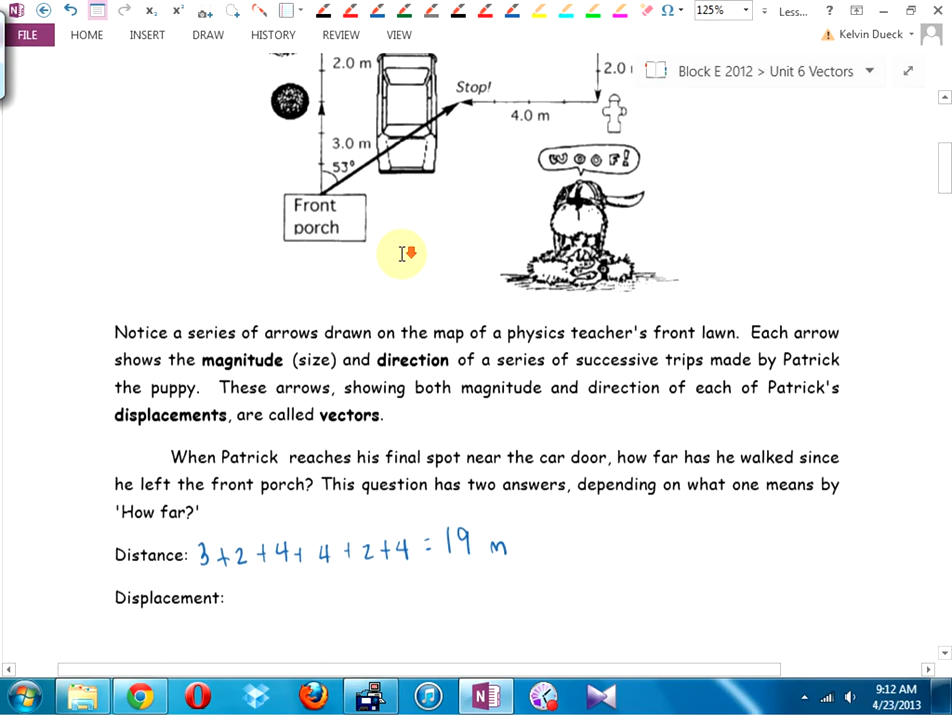 125%
Less...
?
FILE HOME INSERT DRAW HISTORY REVIEW VIEW
Kelvin Dueck
Block E 2012 > Unit 6 Vectors
2.0 m
Stop!
2.0
4.0 m
3.0 m
53°
WOOF!
Front
porch
Notice a series of arrows drawn on the map of a physics teacher's front lawn. Each arrow
shows the magnitude (size) and direction of a series of successive trips made by Patrick
the puppy. These arrows, showing both magnitude and direction of each of Patrick's
displacements, are called vectors.
When Patrick reaches his final spot near the car door, how far has he walked since
he left the front porch? This question has two answers, depending on what one means by
'How far?'
Distance: 3+2+4+4+2+4 = 19 m
Displacement:
9:12 AM
4/23/2013